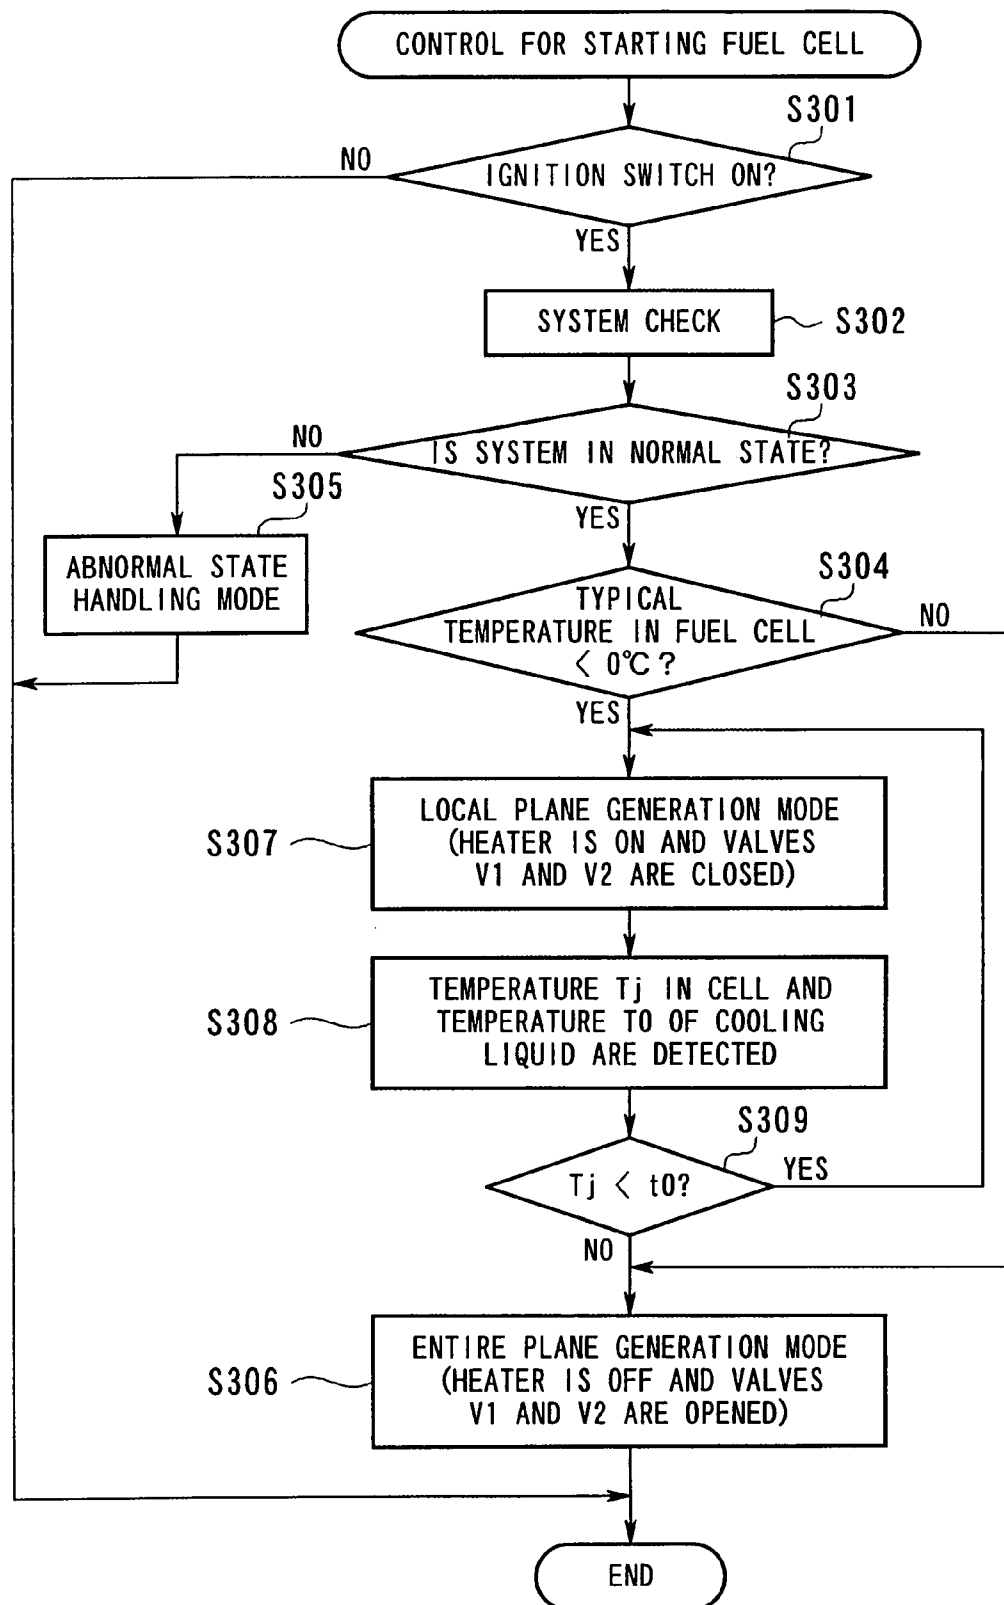 CONTROL FOR STARTING FUEL CELL
S301
NO
IGNITION SWITCH ON?
YES
SYSTEM CHECK
S302
S303
NO
IS SYSTEM IN NORMAL STATE?
S305
YES
ABNORMAL STATE
HANDLING MODE
S304
TYPICAL
TEMPERATURE IN FUEL CELL
< 0℃ ?
NO
YES
LOCAL PLANE GENERATION MODE
(HEATER IS ON AND VALVES
V1 AND V2 ARE CLOSED)
S307
TEMPERATURE Tj IN CELL AND
TEMPERATURE TO OF COOLING
LIQUID ARE DETECTED
S308
S309
Tj < t0?
YES
NO
ENTIRE PLANE GENERATION MODE
(HEATER IS OFF AND VALVES
V1 AND V2 ARE OPENED)
S306
END